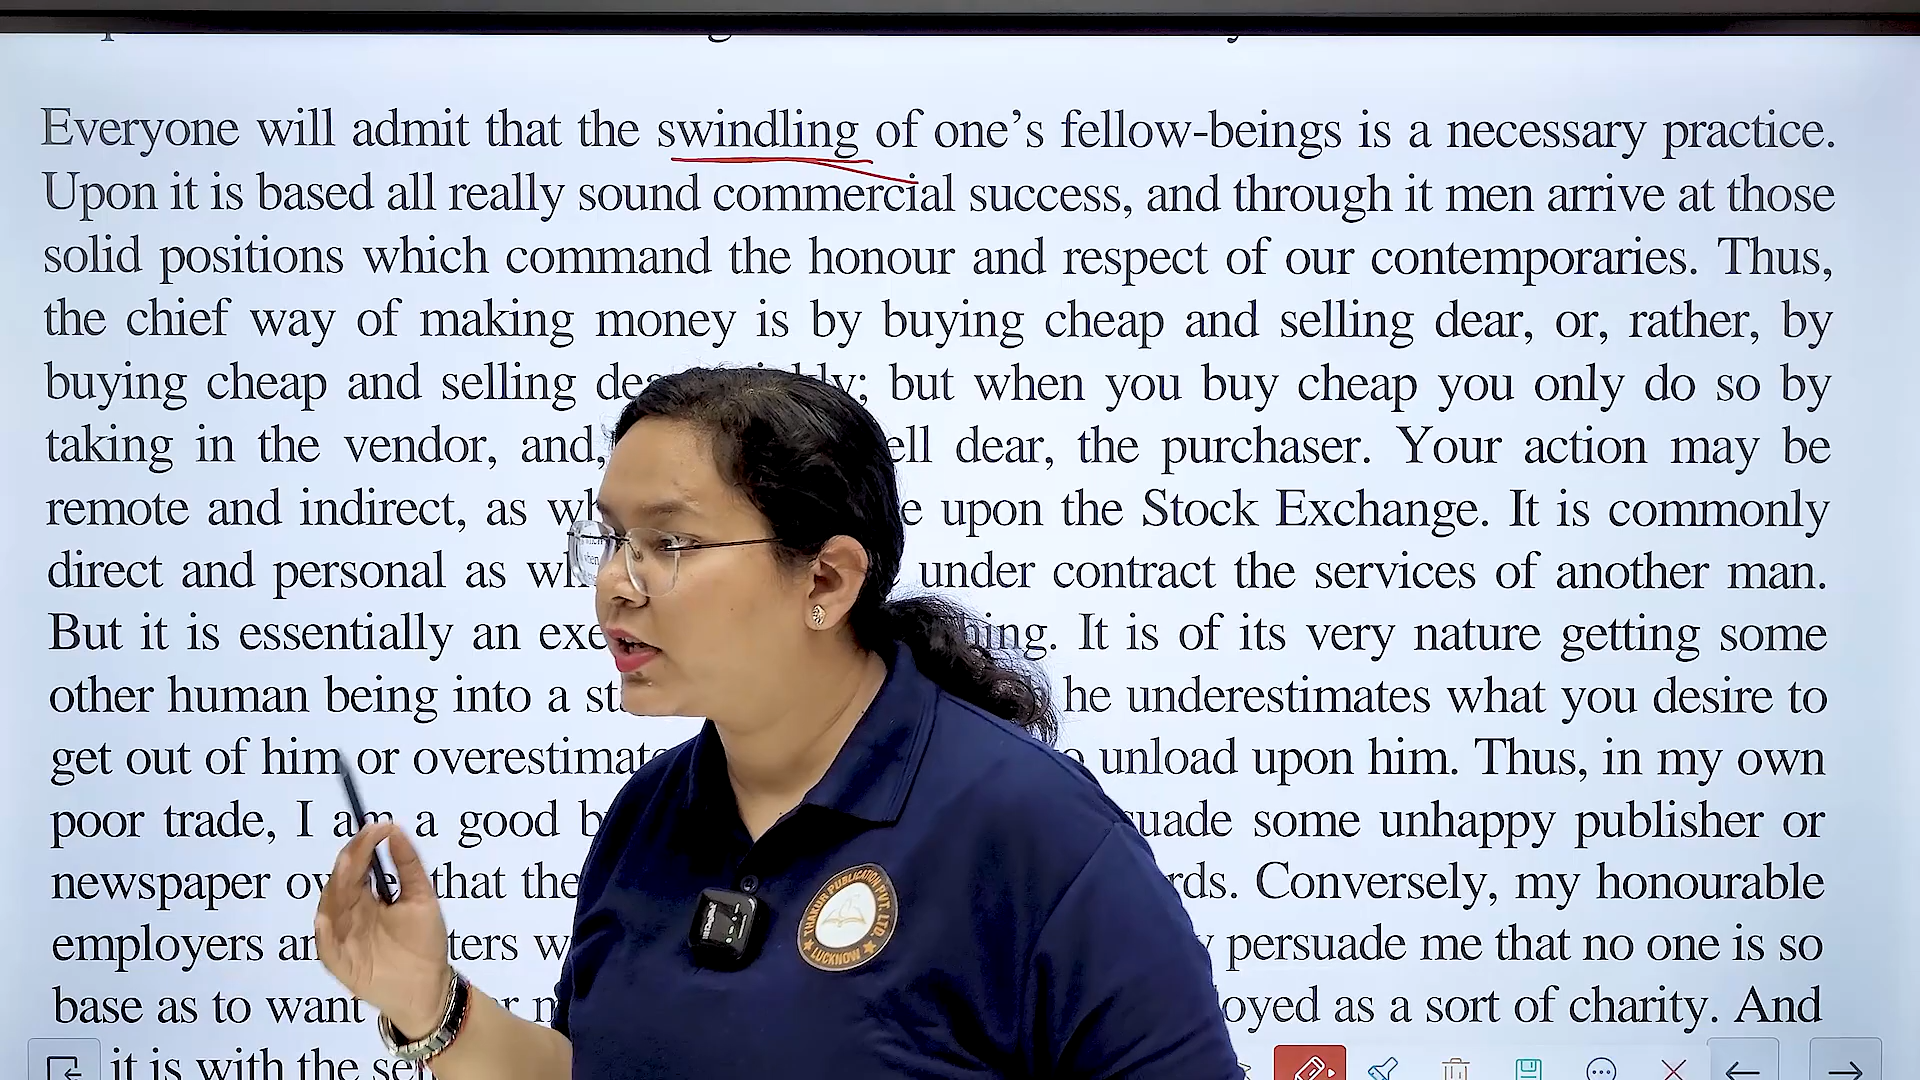 Everyone will admit that the swindling of one’s fellow-beings is a necessary practice.
Upon it is based all really sound commercial success, and through it men arrive at those
solid positions which command the honour and respect of our contemporaries. Thus,
the chief way of making money is by buying cheap and selling dear, or, rather, by
buying cheap and selling ; but when you buy cheap you only do so by
taking in the vendor, and, dear, the purchaser. Your action may be
remote and indirect, as upon the Stock Exchange. It is commonly
direct and personal as under contract the services of another man.
But it is essentially an It is of its very nature getting some
other human being into a he underestimates what you desire to
get out of him or unload upon him. Thus, in my own
poor trade, I am a good some unhappy publisher or
newspaper that the Conversely, my honourable
employers persuade me that no one is so
base as to want as a sort of charity. And
it is with the
THAKUR PUBLICATION PVT. LTD.
LUCKNOW